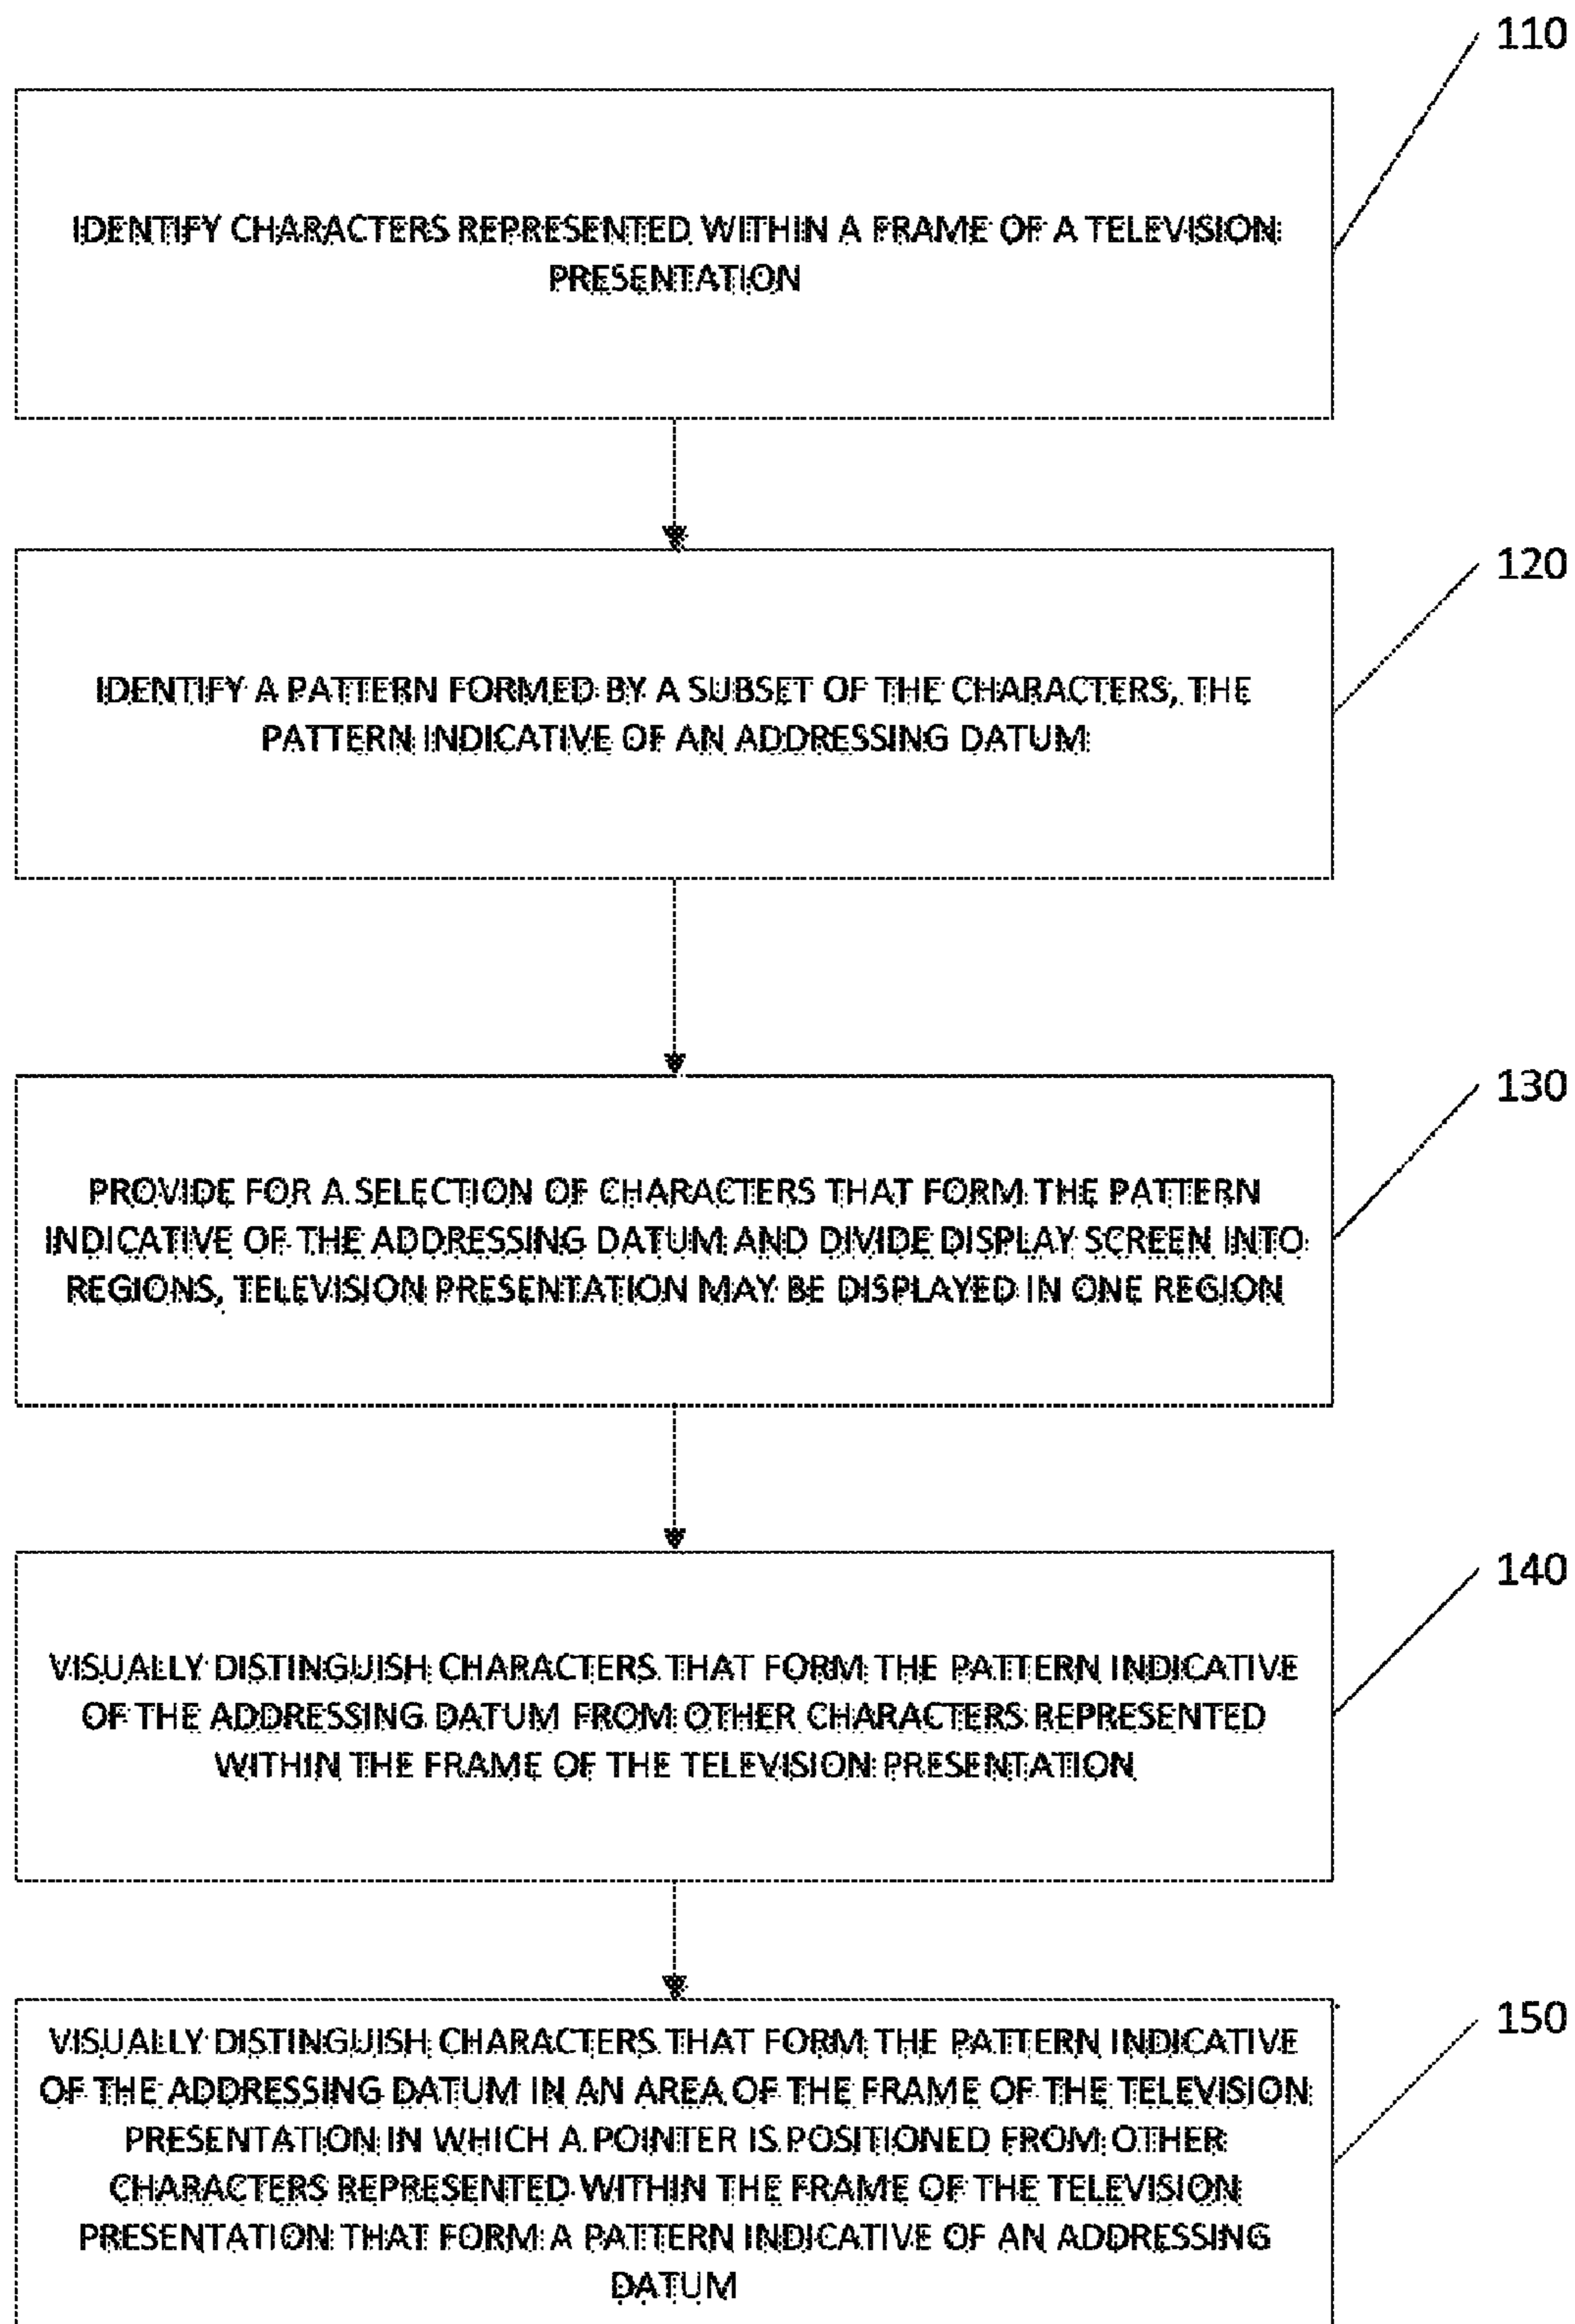 110
IDENTIFY CHARACTERS REPRESENTED WITHIN A FRAME OF A TELEVISION
PRESENTATION
120
IDENTIFY A PATTERN FORMED BY A SUBSET OF THE CHARACTERS, THE
PATTERN INDICATIVE OF AN ADDRESSING DATUM
130
PROVIDE FOR A SELECTION OF CHARACTERS THAT FORM THE PATTERN
INDICATIVE OF THE ADDRESSING DATUM AND DIVIDE DISPLAY SCREEN INTO
REGIONS, TELEVISION PRESENTATION MAY BE DISPLAYED IN ONE REGION
140
VISUALLY DISTINGUISH CHARACTERS THAT FORM THE PATTERN INDICATIVE
OF THE ADDRESSING DATUM FROM OTHER CHARACTERS REPRESENTED
WITHIN THE FRAME OF THE TELEVISION PRESENTATION
150
VISUALLY DISTINGUISH CHARACTERS THAT FORM THE PATTERN INDICATIVE
OF THE ADDRESSING DATUM IN AN AREA OF THE FRAME OF THE TELEVISION
PRESENTATION IN WHICH A POINTER IS POSITIONED FROM OTHER
CHARACTERS REPRESENTED WITHIN THE FRAME OF THE TELEVISION
PRESENTATION THAT FORM A PATTERN INDICATIVE OF AN ADDRESSING
DATUM